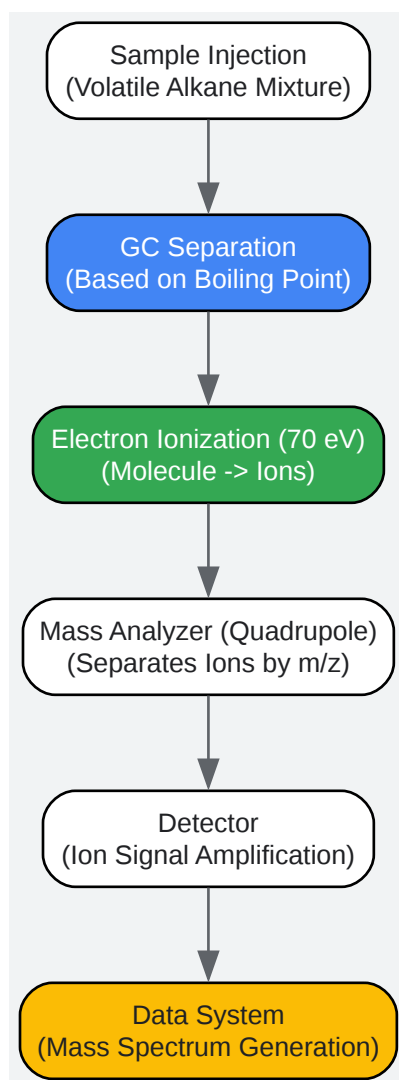 Sample Injection
(Volatile Alkane Mixture)
GC Separation
(Based on Boiling Point)
Electron Ionization (70 eV)
(Molecule -> Ions)
Mass Analyzer (Quadrupole)
(Separates Ions by m/z)
Detector
(Ion Signal Amplification)
Data System
(Mass Spectrum Generation)